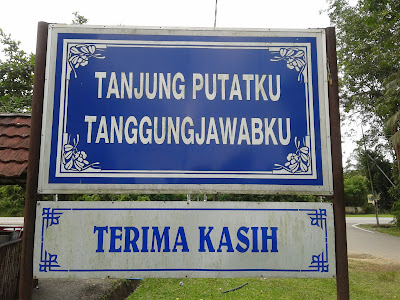 TANJUNG PUTATKU
TANGGUNGJAWABKU
TERIMA KASIH